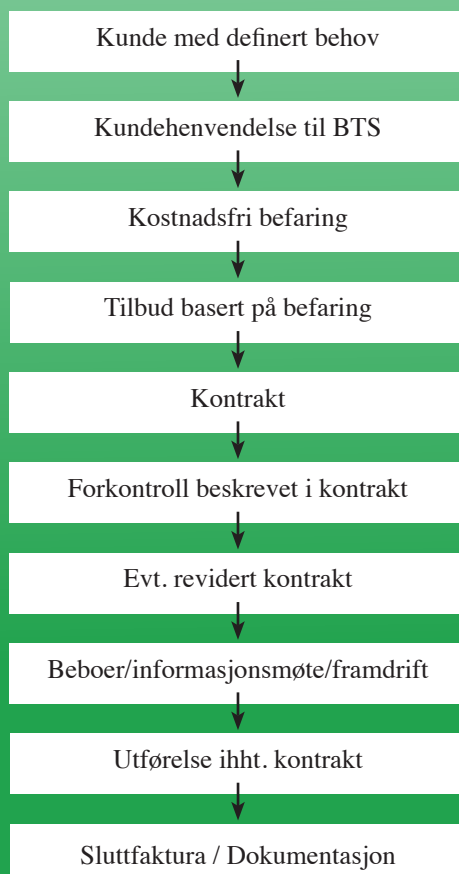 Kunde med definert behov
Kundehenvendelse til BTS
Kostnadsfri befaring
Tilbud basert på befaring
Kontrakt
Forkontroll beskrevet i kontrakt
Evt. revidert kontrakt
Beboer/informasjonsmøte/framdrift
Utførelse ihht. kontrakt
Sluttfaktura / Dokumentasjon